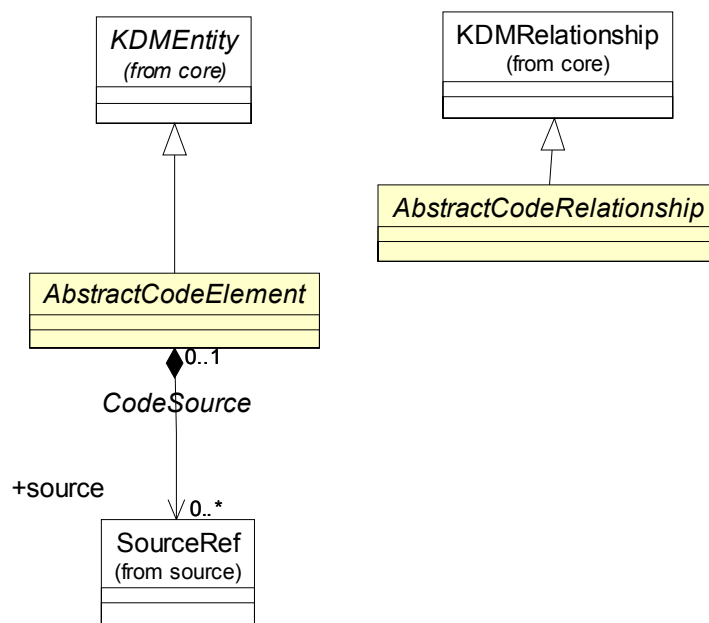 KDMEntity
(from core)
KDMRelationship
(from core)
AbstractCodeRelationship
AbstractCodeElement
0..1
CodeSource
+source
0..*
SourceRef
(from source)